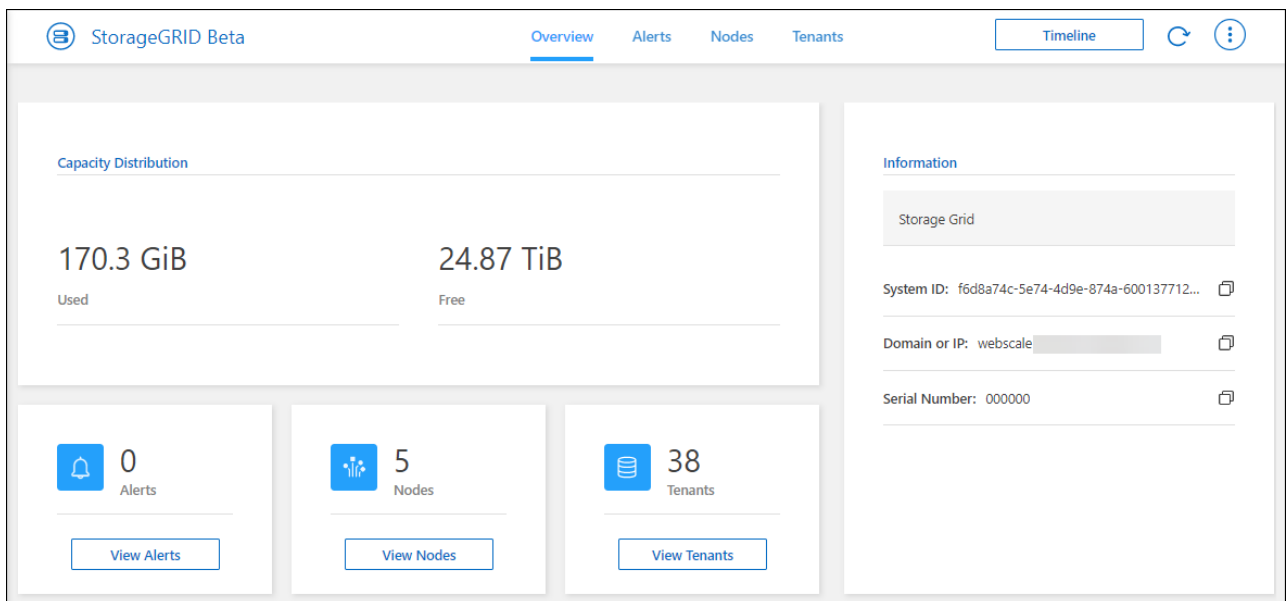 StorageGRID Beta
Overview Alerts Nodes Tenants
Timeline
Capacity Distribution
170.3 GiB
Used
24.87 TiB
Free
Information
Storage Grid
System ID: f6d8a74c-5e74-4d9e-874a-600137712...
Domain or IP: webscale
Serial Number: 000000
0
Alerts
View Alerts
5
Nodes
View Nodes
38
Tenants
View Tenants